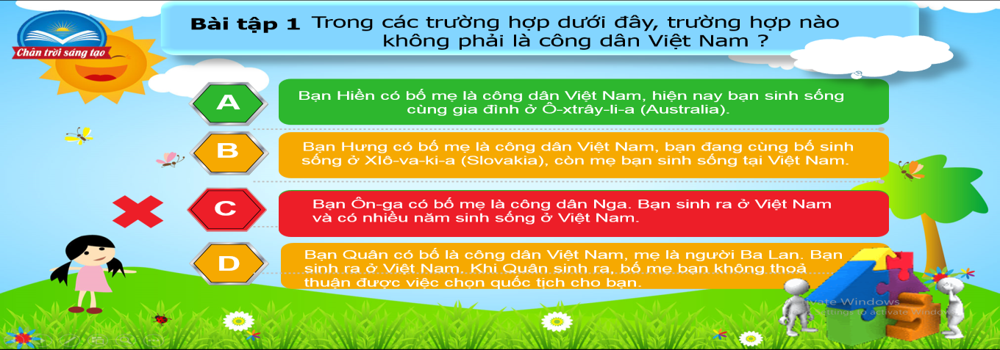 Chân trời sáng tạo
Bài tập 1 Trong các trường hợp dưới đây, trường hợp nào
không phải là công dân Việt Nam ?
A
Bạn Hiền có bố mẹ là công dân Việt Nam, hiện nay bạn sinh sống
cùng gia đình ở Ô-xtrây-li-a (Australia).
B
Bạn Hưng có bố mẹ là công dân Việt Nam, bạn đang cùng bố sinh
sống ở Xlô-va-ki-a (Slovakia), còn mẹ bạn sinh sống tại Việt Nam.
C
Bạn Ôn-ga có bố mẹ là công dân Nga. Bạn sinh ra ở Việt Nam
và có nhiều năm sinh sống ở Việt Nam.
D
Bạn Quân có bố là công dân Việt Nam, mẹ là người Ba Lan. Bạn
sinh ra ở Việt Nam. Khi Quân sinh ra, bố mẹ bạn không thoả
thuận được việc chọn quốc tịch cho bạn.
vate Windows
Settings to activate Windows